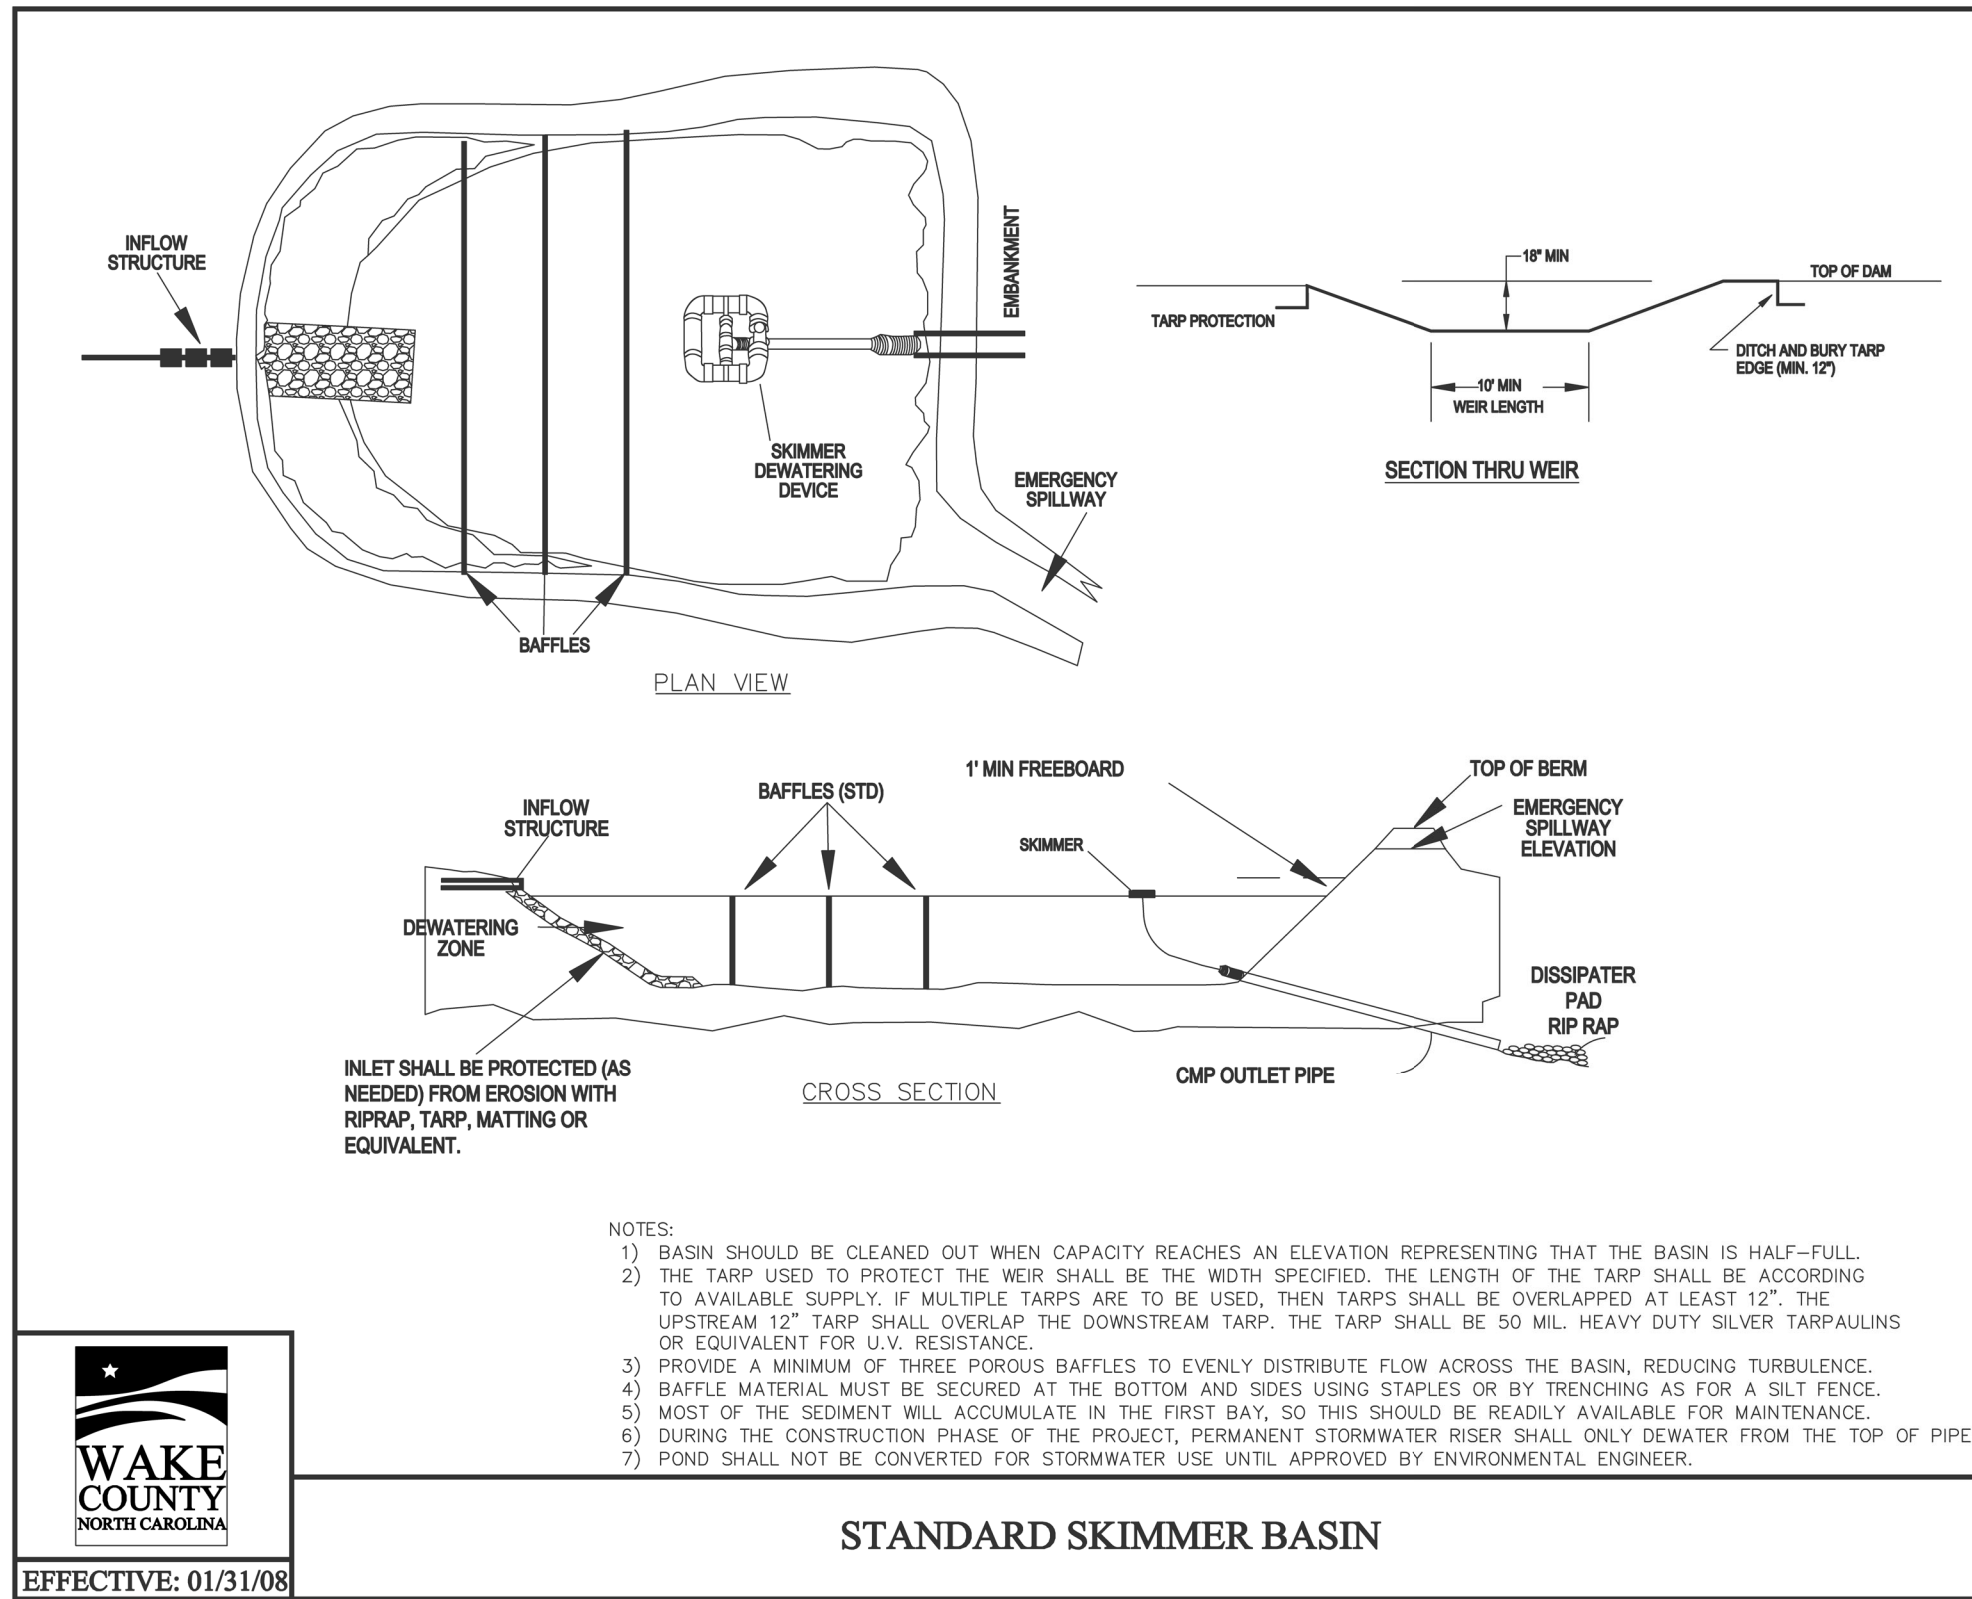 INFLOW
STRUCTURE
EMBANKMENT
SKIMMER
DEWATERING
DEVICE
EMERGENCY
SPILLWAY
BAFFLES
PLAN VIEW
18" MIN
TOP OF DAM
TARP PROTECTION
DITCH AND BURY TARP
EDGE (MIN. 12")
10' MIN
WEIR LENGTH
SECTION THRU WEIR
INFLOW
STRUCTURE
BAFFLES (STD)
1' MIN FREEBOARD
SKIMMER
TOP OF BERM
EMERGENCY
SPILLWAY
ELEVATION
DEWATERING
ZONE
DISSIPATER
PAD
RIP RAP
CMP OUTLET PIPE
INLET SHALL BE PROTECTED (AS
NEEDED) FROM EROSION WITH
RIPRAP, TARP, MATTING OR
EQUIVALENT.
CROSS SECTION
NOTES:
1) BASIN SHOULD BE CLEANED OUT WHEN CAPACITY REACHES AN ELEVATION REPRESENTING THAT THE BASIN IS HALF-FULL.
2) THE TARP USED TO PROTECT THE WEIR SHALL BE THE WIDTH SPECIFIED. THE LENGTH OF THE TARP SHALL BE ACCORDING
TO AVAILABLE SUPPLY. IF MULTIPLE TARPS ARE TO BE USED, THEN TARPS SHALL BE OVERLAPPED AT LEAST 12”. THE
UPSTREAM 12” TARP SHALL OVERLAP THE DOWNSTREAM TARP. THE TARP SHALL BE 50 MIL. HEAVY DUTY SILVER TARPAULINS
OR EQUIVALENT FOR U.V. RESISTANCE.
3) PROVIDE A MINIMUM OF THREE POROUS BAFFLES TO EVENLY DISTRIBUTE FLOW ACROSS THE BASIN, REDUCING TURBULENCE.
4) BAFFLE MATERIAL MUST BE SECURED AT THE BOTTOM AND SIDES USING STAPLES OR BY TRENCHING AS FOR A SILT FENCE.
5) MOST OF THE SEDIMENT WILL ACCUMULATE IN THE FIRST BAY, SO THIS SHOULD BE READILY AVAILABLE FOR MAINTENANCE.
6) DURING THE CONSTRUCTION PHASE OF THE PROJECT, PERMANENT STORMWATER RISER SHALL ONLY DEWATER FROM THE TOP OF PIPE
7) POND SHALL NOT BE CONVERTED FOR STORMWATER USE UNTIL APPROVED BY ENVIRONMENTAL ENGINEER.
WAKE
COUNTY
NORTH CAROLINA
EFFECTIVE: 01/31/08
STANDARD SKIMMER BASIN